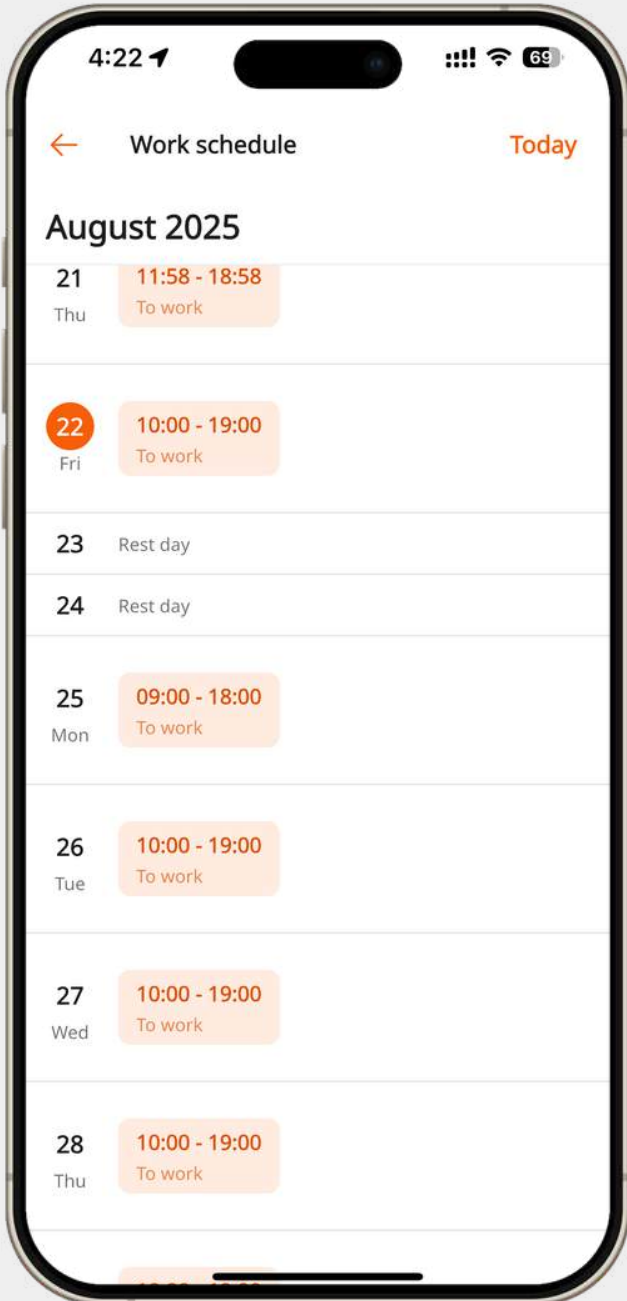 4:22
69
Work schedule
Today
August 2025
21
11:58 - 18:58
Thu
To work
22
10:00 - 19:00
Fri
To work
23
Rest day
24
Rest day
25
09:00 - 18:00
Mon
To work
26
10:00 - 19:00
Tue
To work
27
10:00 - 19:00
Wed
To work
28
10:00 - 19:00
Thu
To work